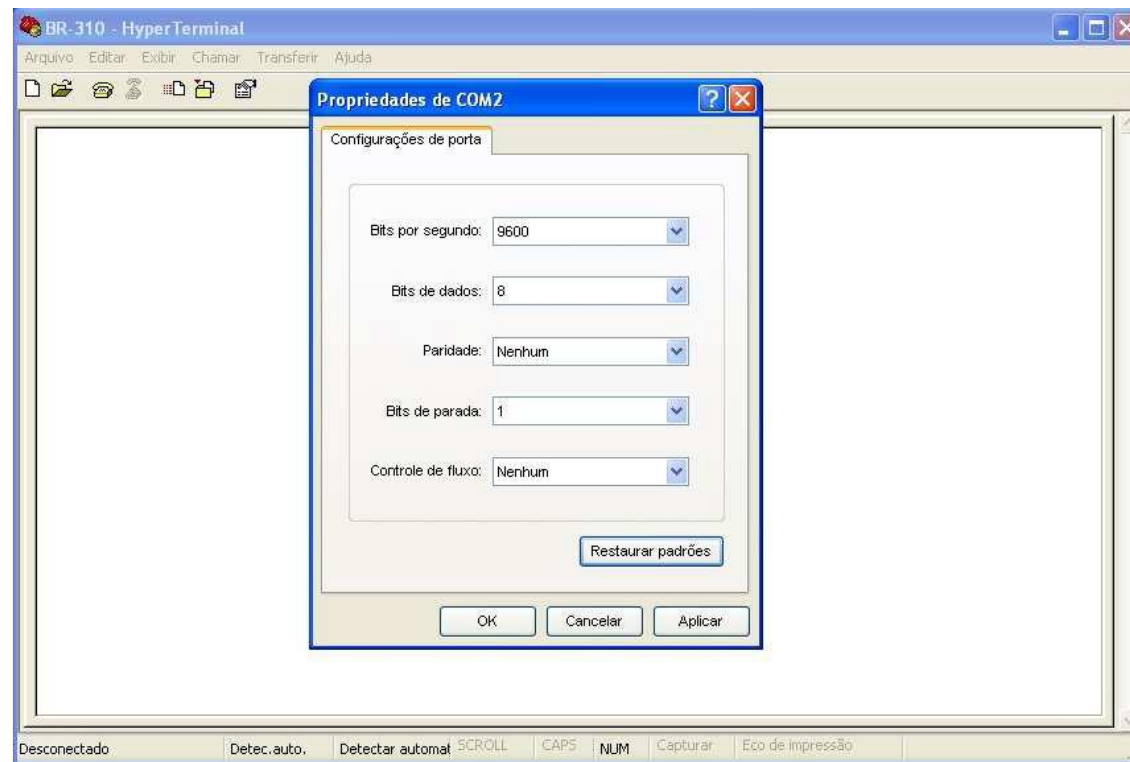 BR-310 - HyperTerminal
Arquivo Editar Exibir Chamar Transferir Ajuda
Propriedades de COM2
Configurações de porta
Bits por segundo: 9600
Bits de dados: 8
Paridade: Nenhum
Bits de parada: 1
Controle de fluxo: Nenhum
Restaurar padrões
OK Cancelar Aplicar
Desconectado Detec.auto. Detectar automat SCROLL CAPS NUM Capturar Eco de impressão